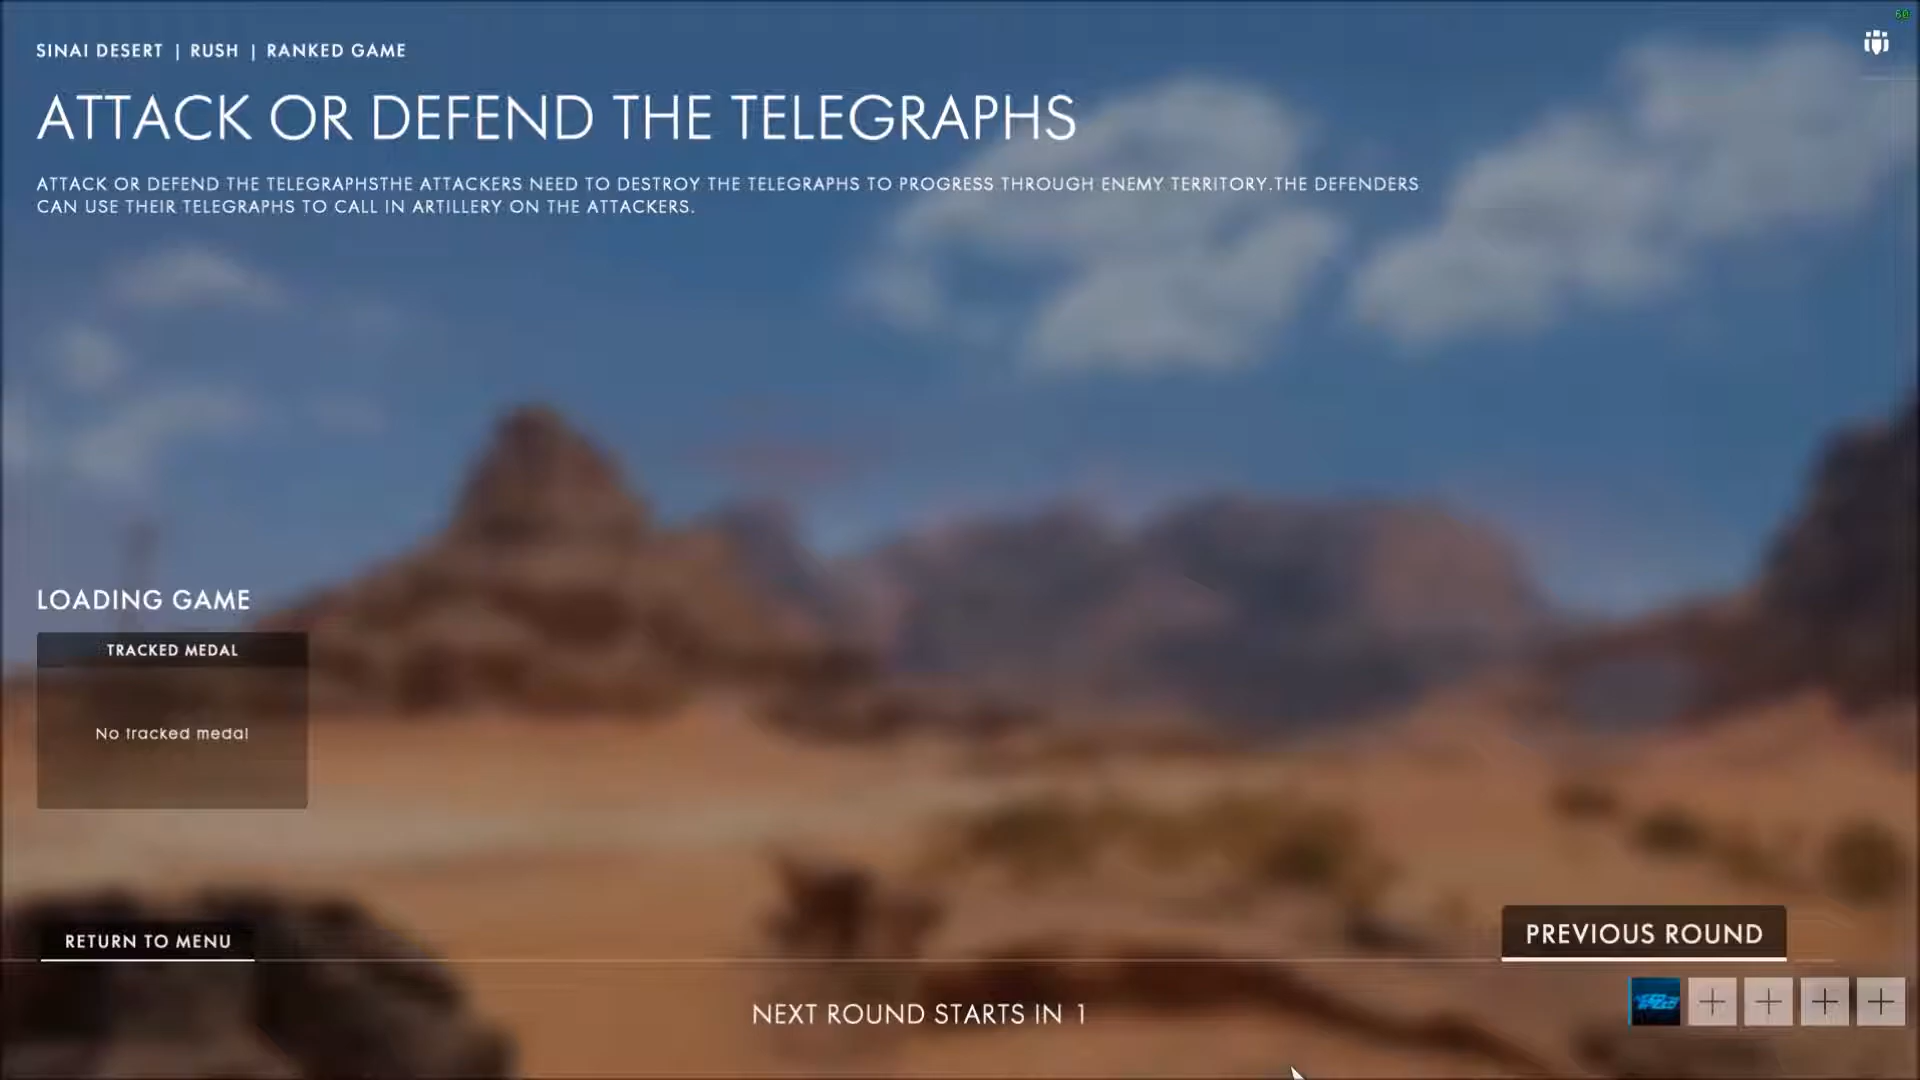 60
SINAI DESERT | RUSH | RANKED GAME
ATTACK OR DEFEND THE TELEGRAPHS
ATTACK OR DEFEND THE TELEGRAPHSTHE ATTACKERS NEED TO DESTROY THE TELEGRAPHS TO PROGRESS THROUGH ENEMY TERRITORY.THE DEFENDERS
CAN USE THEIR TELEGRAPHS TO CALL IN ARTILLERY ON THE ATTACKERS.
LOADING GAME
TRACKED MEDAL
No tracked medal
RETURN TO MENU
PREVIOUS ROUND
NEXT ROUND STARTS IN 1